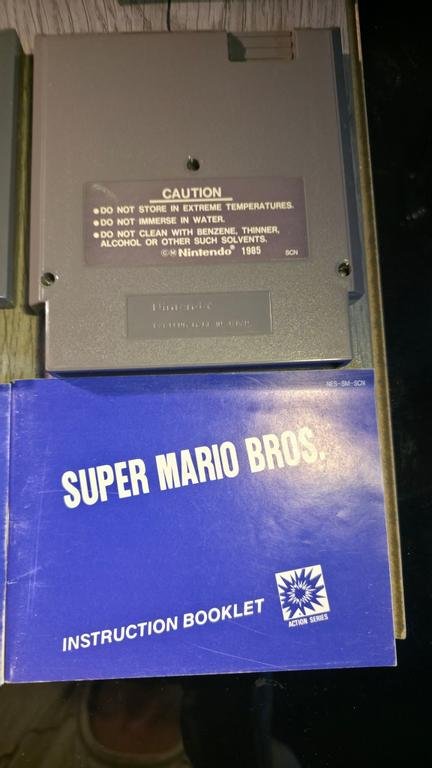 CAUTION
•DO NOT STORE IN EXTREME TEMPERATURES.
•DO NOT IMMERSE IN WATER.
•DO NOT CLEAN WITH BENZENE, THINNER,
ALCOHOL OR OTHER SUCH SOLVENTS.
©Ⓜ Nintendo® 1985 SCN
Nintendo
NES-SM-SCN
SUPER MARIO BROS.
INSTRUCTION BOOKLET
ACTION SERIES